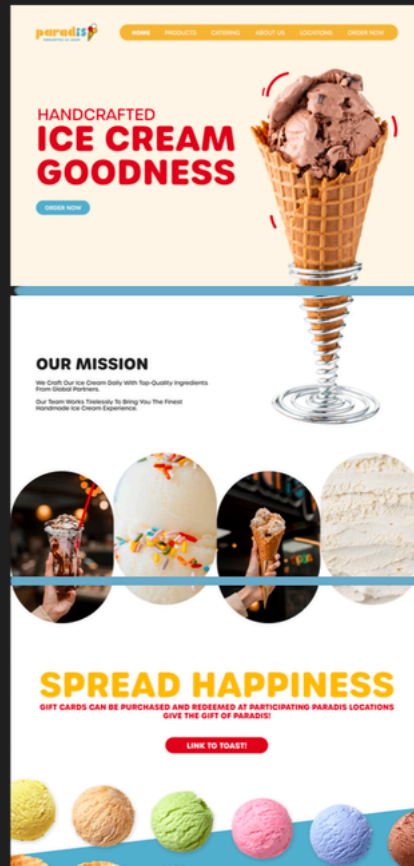 paradis
HOME PRODUCTS CATERING ABOUT US LOCATIONS ORDER NOW
HANDCRAFTED
ICE CREAM
GOODNESS
ORDER NOW
OUR MISSION
We Craft Our Ice Cream Daily With Top-Quality Ingredients
From Global Partners.
Our Team Works Tirelessly To Bring You The Finest
Handmade Ice Cream Experience.
SPREAD HAPPINESS
GIFT CARDS CAN BE PURCHASED AND REDEEMED AT PARTICIPATING PARADIS LOCATIONS
GIVE THE GIFT OF PARADIS!
LINK TO TOAST!